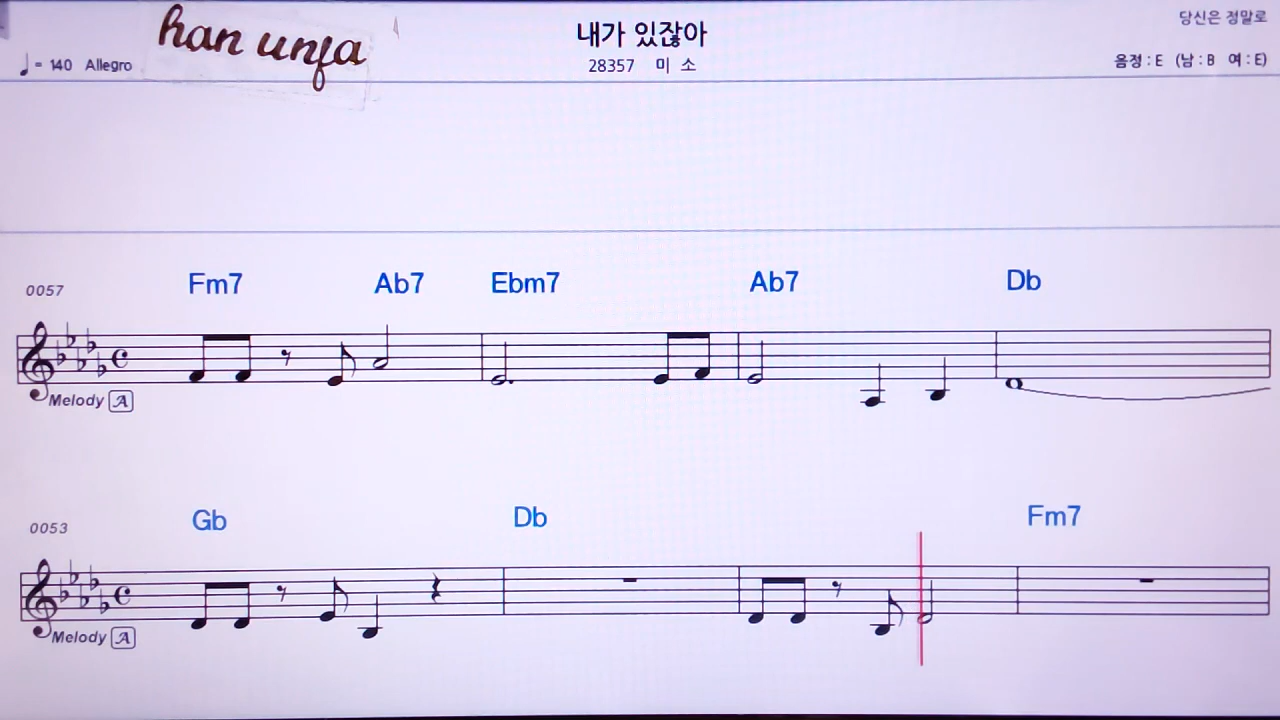 당신은 정말로
han unfa
내가 있잖아
♩ = 140 Allegro
28357 미 소
음정 : E (남 : B 여 : E)
0057
Fm7 Ab7 Ebm7 Ab7 Db
Melody A
0053
Gb Db Fm7
Melody A